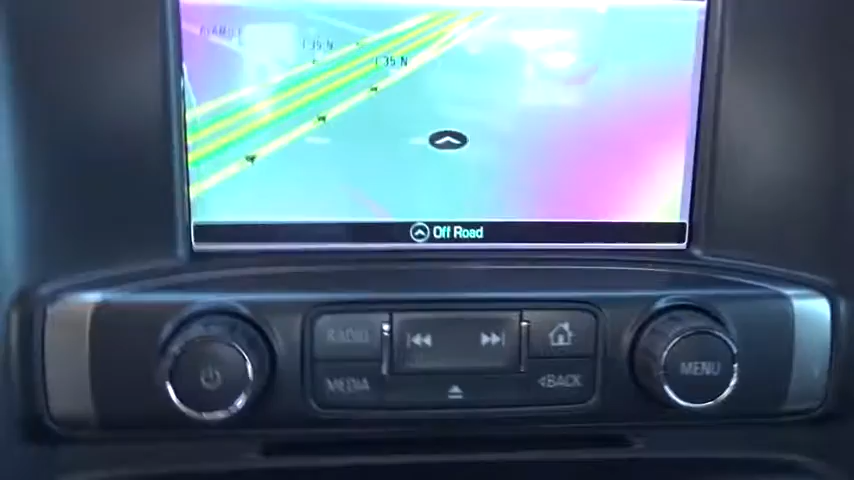 I 35 N
I 35 N
Off Road
RADIO
MEDIA
BACK
MENU